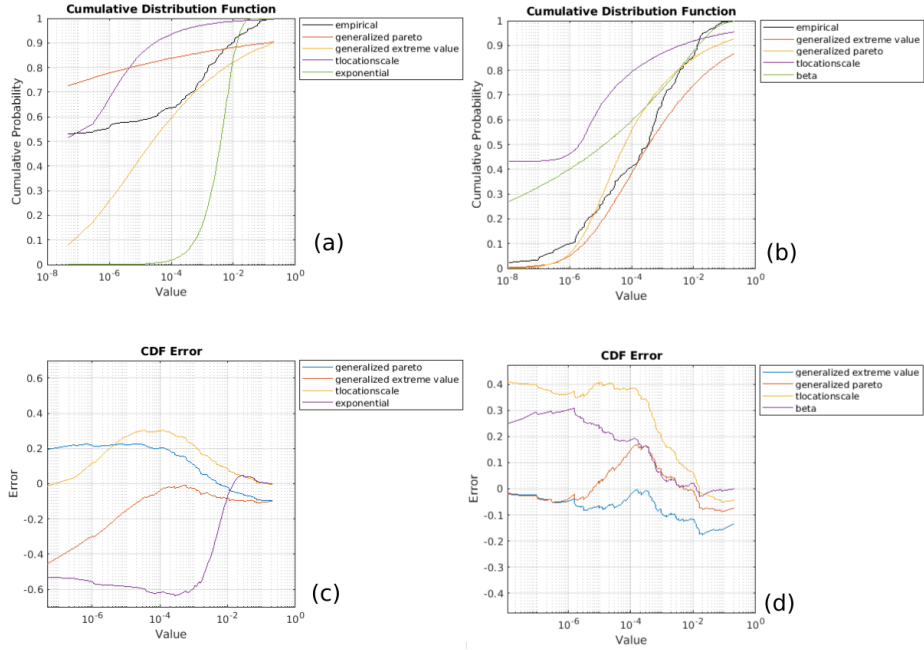 Cumulative Distribution Function
Cumulative Probability
1
0.9
0.8
0.7
0.6
0.5
0.4
0.3
0.2
0.1
0
10^-8
10^-6
10^-4
10^-2
10^0
Value
empirical
generalized pareto
generalized extreme value
tlocationscale
exponential
(a)
Cumulative Distribution Function
Cumulative Probability
1
0.9
0.8
0.7
0.6
0.5
0.4
0.3
0.2
0.1
0
10^-6
10^-4
10^-2
10^0
Value
empirical
generalized extreme value
generalized pareto
tlocationscale
beta
(b)
CDF Error
Error
0.6
0.4
0.2
0
-0.2
-0.4
-0.6
10^-6
10^-4
10^-2
10^0
Value
generalized pareto
generalized extreme value
tlocationscale
exponential
(c)
CDF Error
Error
0.4
0.3
0.2
0.1
0
-0.1
-0.2
-0.3
-0.4
10^-6
10^-4
10^-2
10^0
Value
generalized extreme value
generalized pareto
tlocationscale
beta
(d)